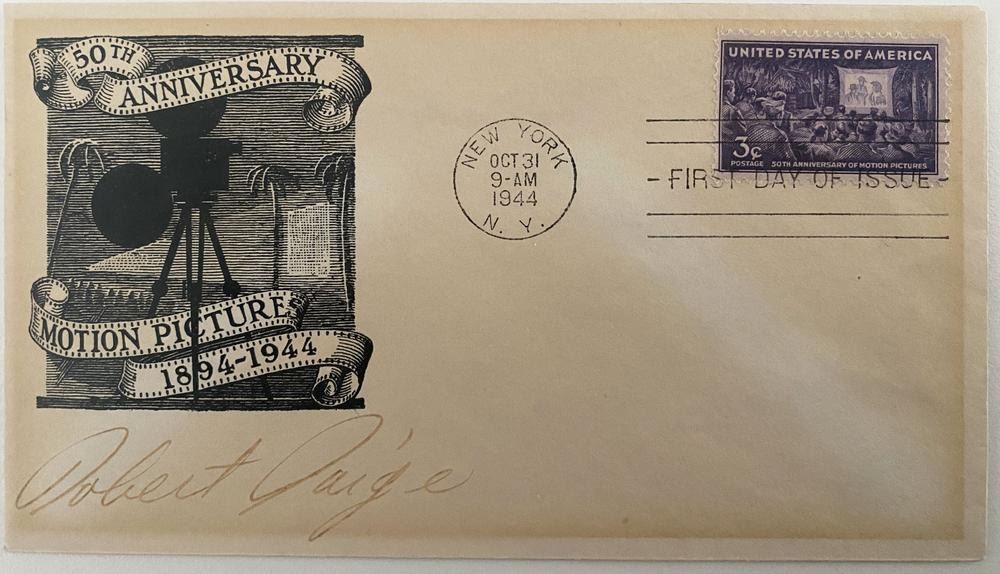 50TH
ANNIVERSARY
MOTION PICTURE
1894-1944
Robert Paige
NEW YORK
OCT 31
9-AM
1944
N. Y.
UNITED STATES OF AMERICA
3¢
POSTAGE 50TH ANNIVERSARY OF MOTION PICTURES
FIRST DAY OF ISSUE